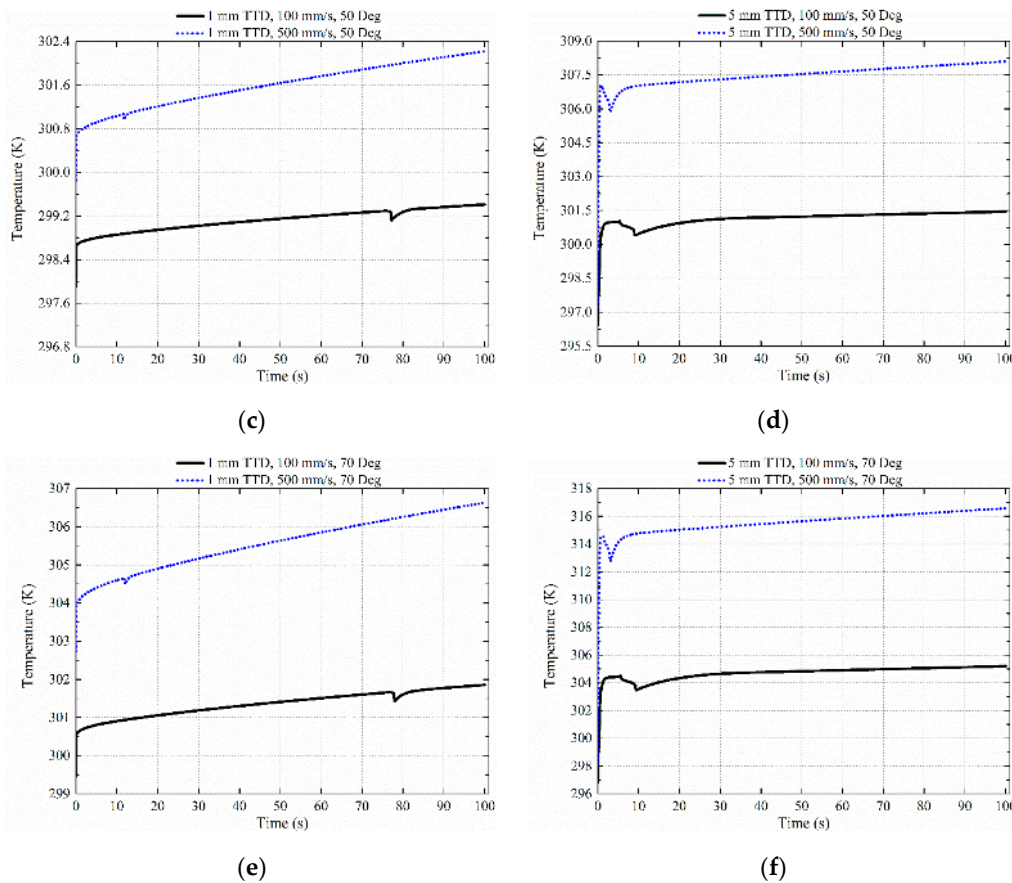 1 mm TTD, 100 mm/s, 50 Deg
1 mm TTD, 500 mm/s, 50 Deg
302.4
301.6
300.8
300.0
299.2
298.4
297.6
296.8
Temperature (K)
0 10 20 30 40 50 60 70 80 90 100
Time (s)
(c)
5 mm TTD, 100 mm/s, 50 Deg
5 mm TTD, 500 mm/s, 50 Deg
309.0
307.5
306.0
304.5
303.0
301.5
300.0
298.5
297.0
295.5
Temperature (K)
0 10 20 30 40 50 60 70 80 90 100
Time (s)
(d)
1 mm TTD, 100 mm/s, 70 Deg
1 mm TTD, 500 mm/s, 70 Deg
307
306
305
304
303
302
301
300
299
Temperature (K)
0 10 20 30 40 50 60 70 80 90 100
Time (s)
(e)
5 mm TTD, 100 mm/s, 70 Deg
5 mm TTD, 500 mm/s, 70 Deg
318
316
314
312
310
308
306
304
302
300
298
296
Temperature (K)
0 10 20 30 40 50 60 70 80 90 100
Time (s)
(f)